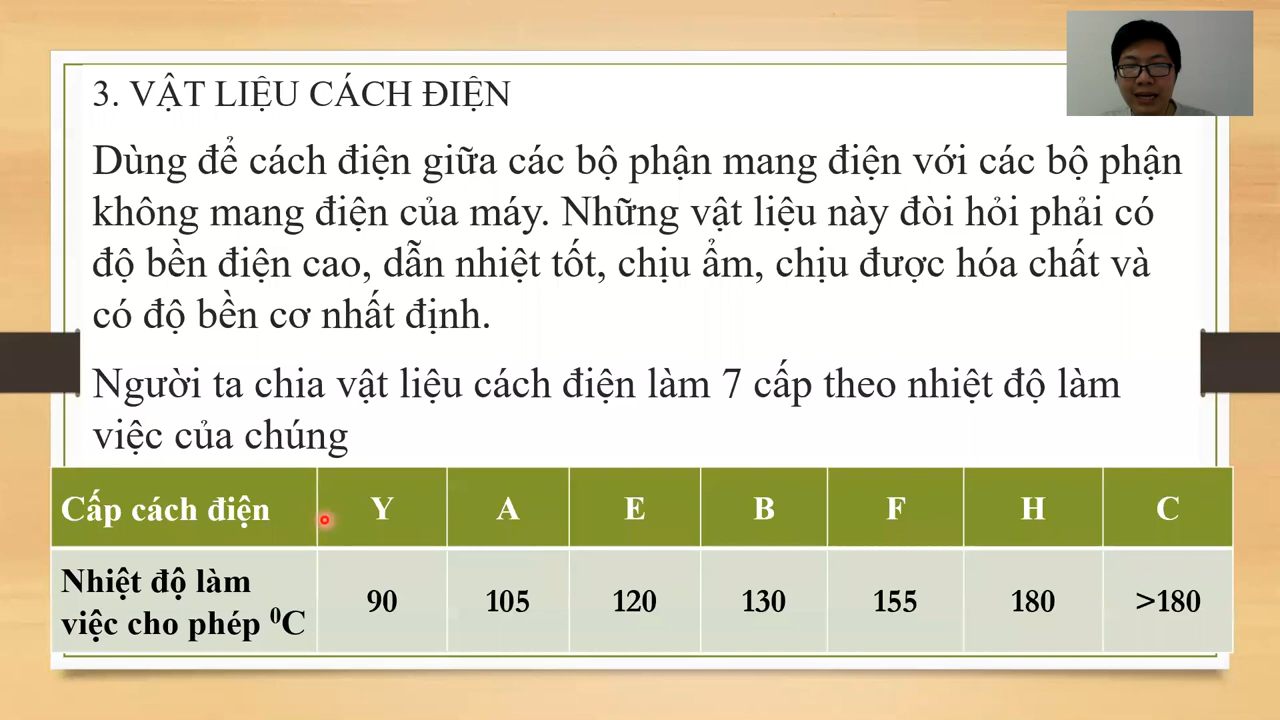 3. VẬT LIỆU CÁCH ĐIỆN
Dùng để cách điện giữa các bộ phận mang điện với các bộ phận
không mang điện của máy. Những vật liệu này đòi hỏi phải có
độ bền điện cao, dẫn nhiệt tốt, chịu ẩm, chịu được hóa chất và
có độ bền cơ nhất định.
Người ta chia vật liệu cách điện làm 7 cấp theo nhiệt độ làm
việc của chúng
Cấp cách điện Y A E B F H C
Nhiệt độ làm
việc cho phép ⁰C 90 105 120 130 155 180 >180